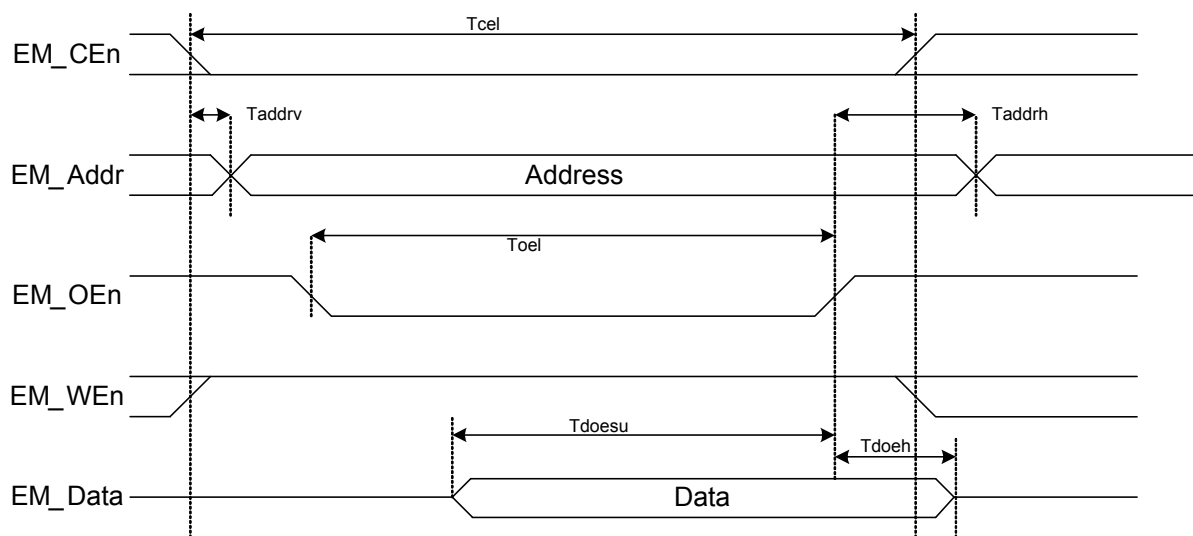 Tcel
EM_CEn
Taddrv
Taddrh
EM_Addr
Address
Toel
EM_OEn
EM_WEn
Tdoesu
Tdoeh
EM_Data
Data